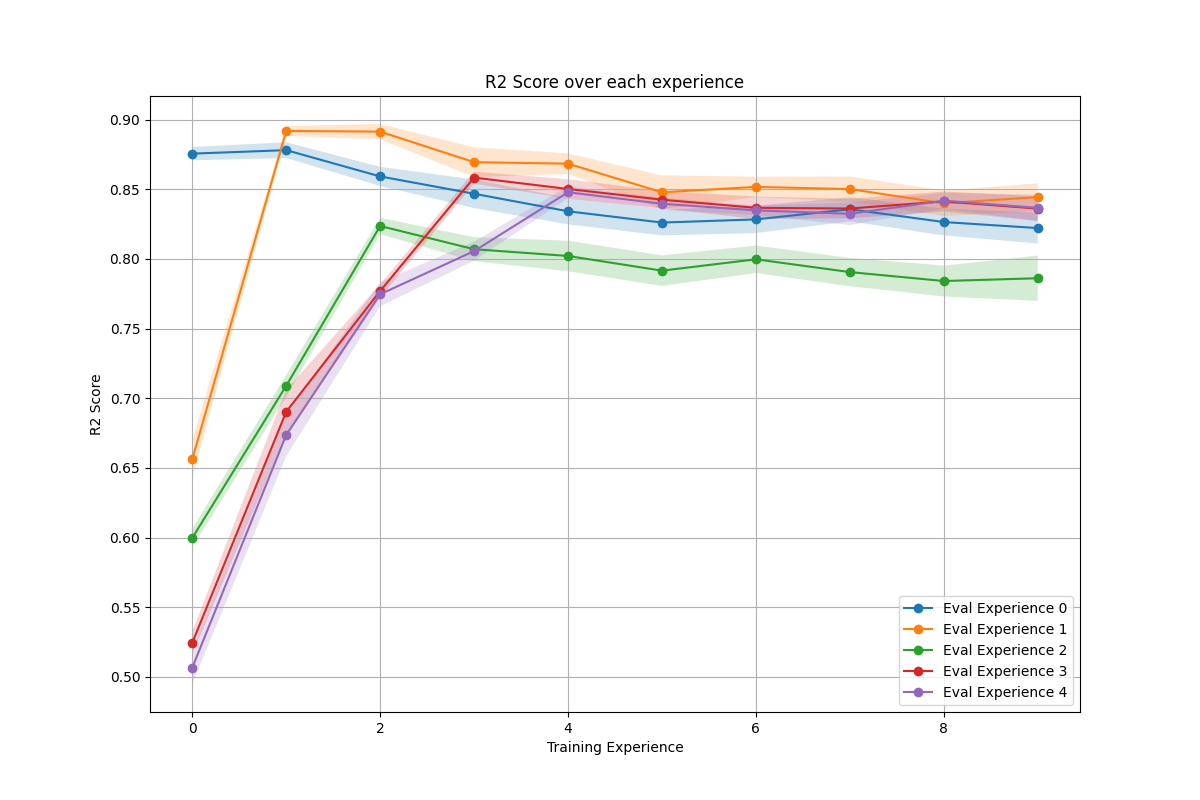 R2 Score over each experience
0.90
0.85
0.80
0.75
0.70
0.65
0.60
0.55
0.50
R2 Score
0 2 4 6 8
Training Experience
Eval Experience 0
Eval Experience 1
Eval Experience 2
Eval Experience 3
Eval Experience 4